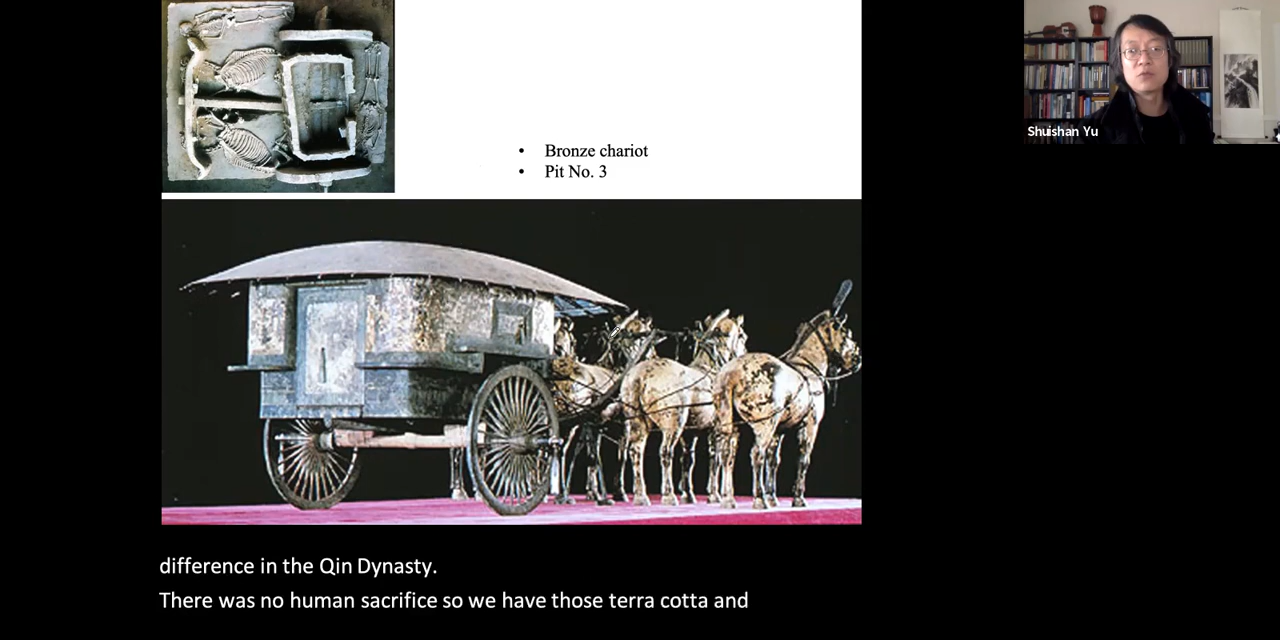 • Bronze chariot
• Pit No. 3
Shuishan Yu
difference in the Qin Dynasty.
There was no human sacrifice so we have those terra cotta and